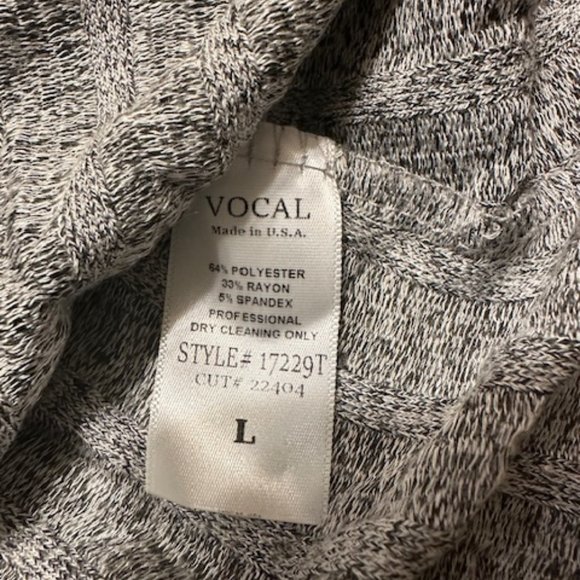 VOCAL
Made in U.S.A.
64% POLYESTER
33% RAYON
5% SPANDEX
PROFESSIONAL
DRY CLEANING ONLY
STYLE# 17229T
CUT# 22404
L